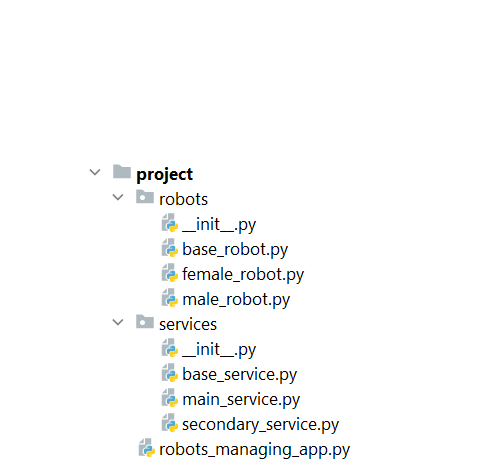 project
robots
__init__.py
base_robot.py
female_robot.py
male_robot.py
services
__init__.py
base_service.py
main_service.py
secondary_service.py
robots_managing_app.py